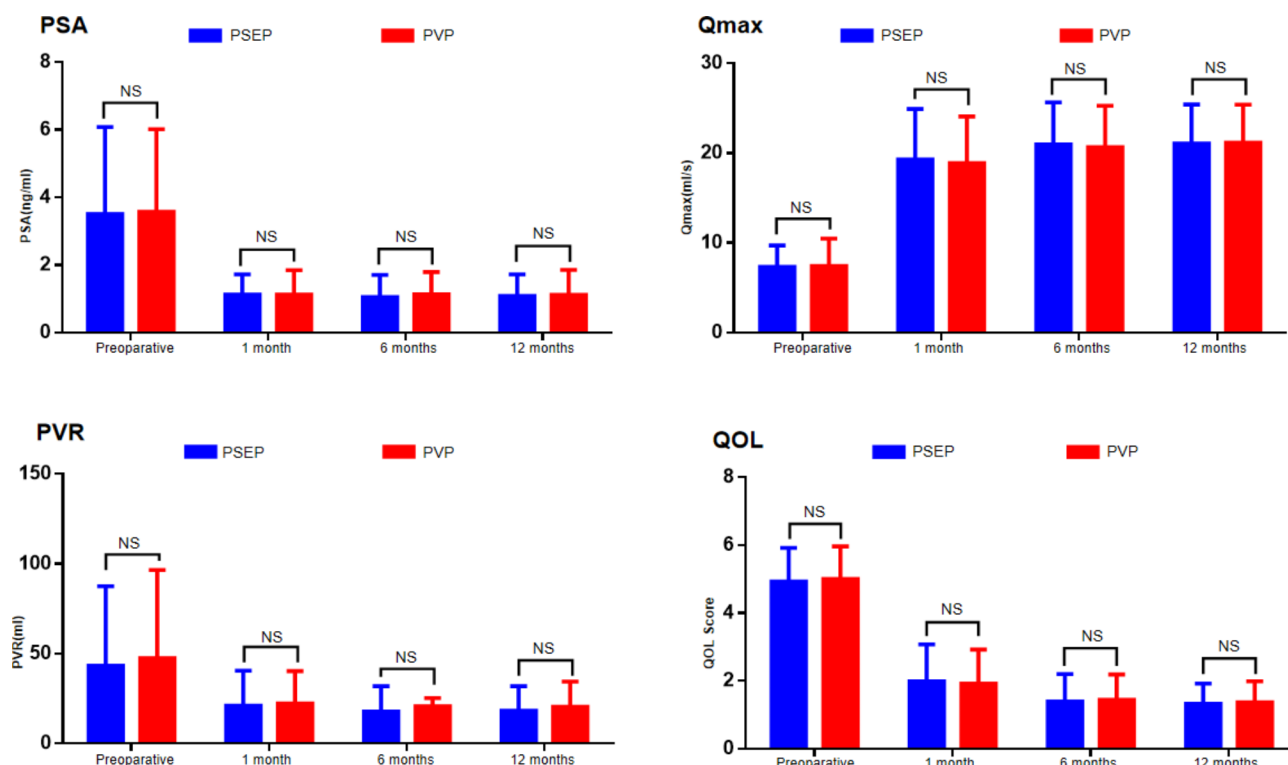 PSA
PSEP PVP
8
6
4
2
0
PSA(ng/ml)
NS NS NS NS
Preoparative 1 month 6 months 12 months
Qmax
PSEP PVP
30
20
10
0
Qmax(ml/s)
NS NS NS NS
Preoparative 1 month 6 months 12 months
PVR
PSEP PVP
150
100
50
0
PVR(ml)
NS NS NS NS
Preoparative 1 month 6 months 12 months
QOL
PSEP PVP
8
6
4
2
0
QOL Score
NS NS NS NS
Preoparative 1 month 6 months 12 months